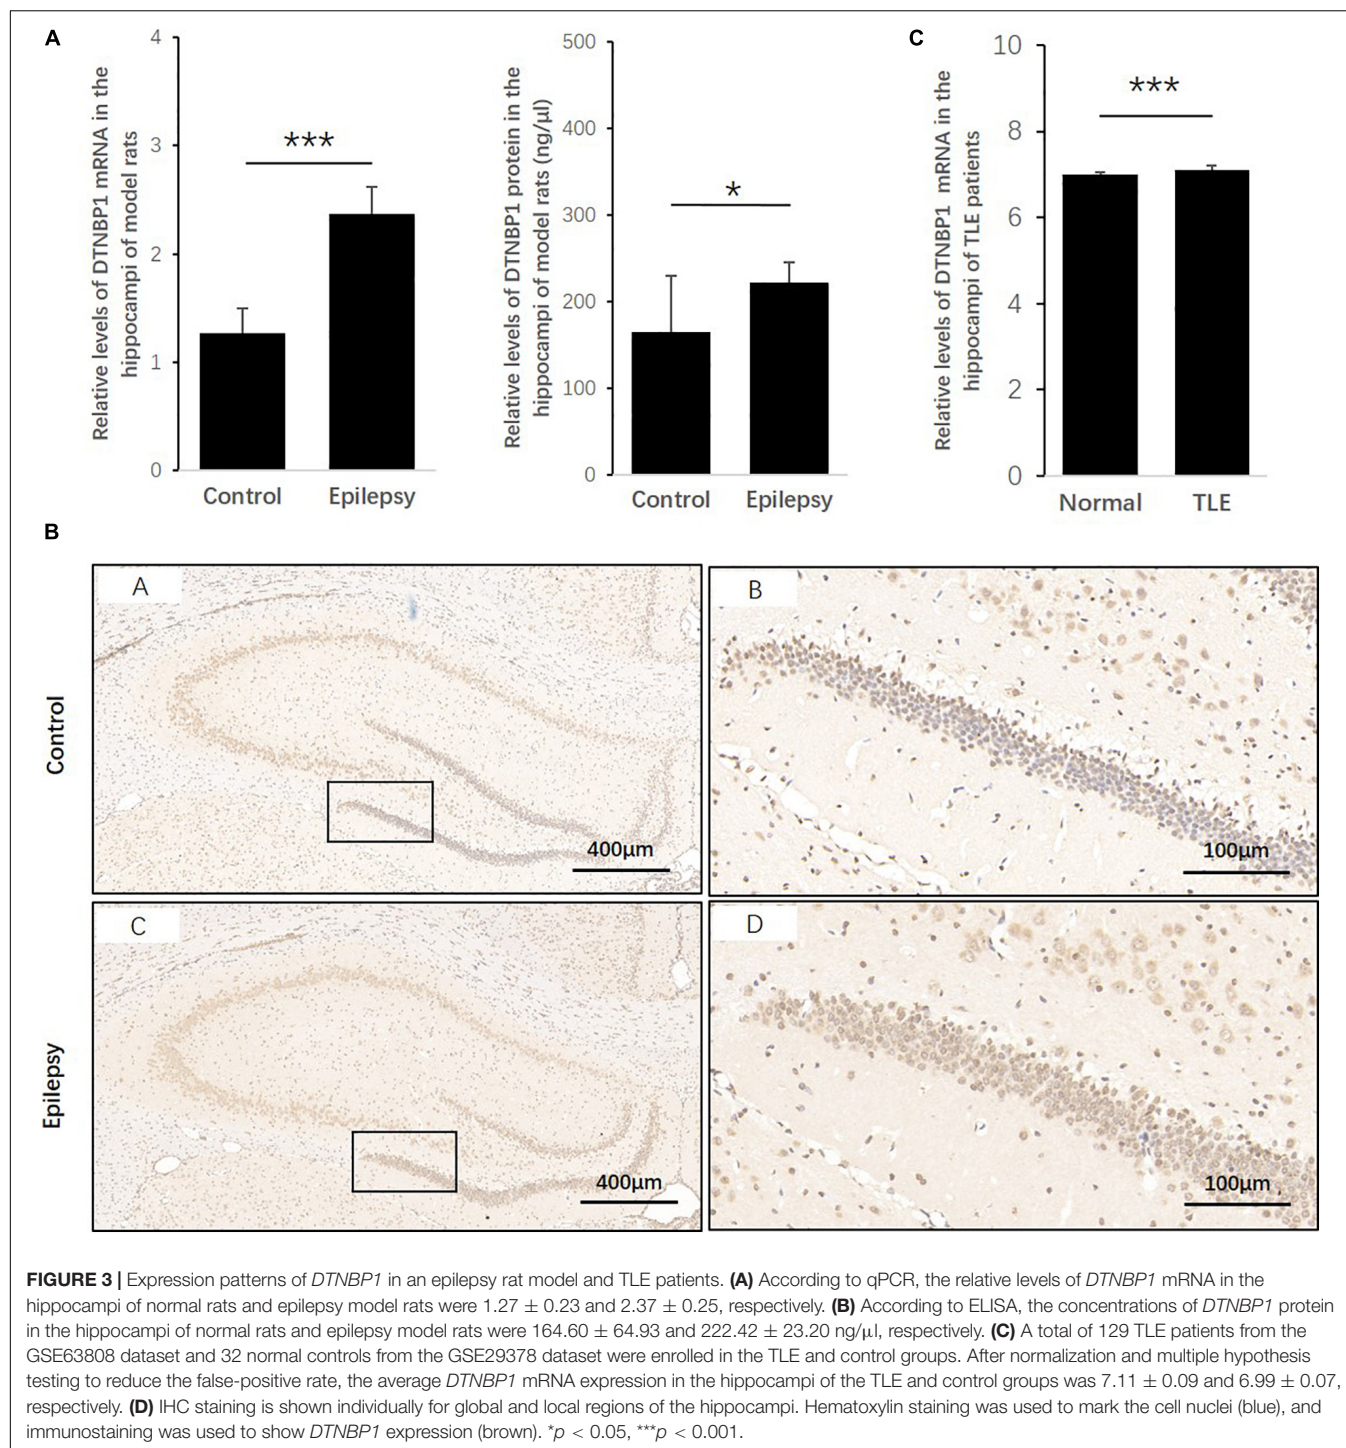 A
Relative levels of DTNBP1 mRNA in the
hippocampi of model rats
4
3
2
1
0
***
Control Epilepsy
Relative levels of DTNBP1 protein in the
hippocampi of model rats (ng/µl)
500
400
300
200
100
0
*
Control Epilepsy
C
Relative levels of DTNBP1 mRNA in the
hippocampi of TLE patients
10
8
6
4
2
0
***
Normal TLE
B
Control
A
400µm
B
100µm
Epilepsy
C
400µm
D
100µm
FIGURE 3 | Expression patterns of DTNBP1 in an epilepsy rat model and TLE patients. (A) According to qPCR, the relative levels of DTNBP1 mRNA in the
hippocampi of normal rats and epilepsy model rats were 1.27 ± 0.23 and 2.37 ± 0.25, respectively. (B) According to ELISA, the concentrations of DTNBP1 protein
in the hippocampi of normal rats and epilepsy model rats were 164.60 ± 64.93 and 222.42 ± 23.20 ng/µl, respectively. (C) A total of 129 TLE patients from the
GSE63808 dataset and 32 normal controls from the GSE29378 dataset were enrolled in the TLE and control groups. After normalization and multiple hypothesis
testing to reduce the false-positive rate, the average DTNBP1 mRNA expression in the hippocampi of the TLE and control groups was 7.11 ± 0.09 and 6.99 ± 0.07,
respectively. (D) IHC staining is shown individually for global and local regions of the hippocampi. Hematoxylin staining was used to mark the cell nuclei (blue), and
immunostaining was used to show DTNBP1 expression (brown). *p < 0.05, ***p < 0.001.